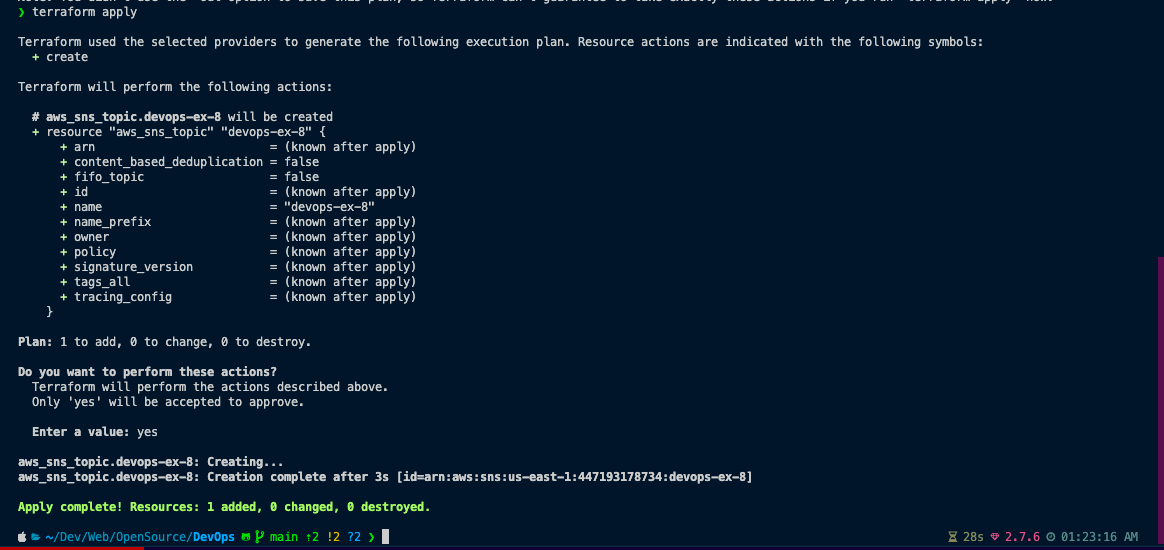 ❯ terraform apply
Terraform used the selected providers to generate the following execution plan. Resource actions are indicated with the following symbols:
+ create
Terraform will perform the following actions:
# aws_sns_topic.devops-ex-8 will be created
+ resource "aws_sns_topic" "devops-ex-8" {
+ arn = (known after apply)
+ content_based_deduplication = false
+ fifo_topic = false
+ id = (known after apply)
+ name = "devops-ex-8"
+ name_prefix = (known after apply)
+ owner = (known after apply)
+ policy = (known after apply)
+ signature_version = (known after apply)
+ tags_all = (known after apply)
+ tracing_config = (known after apply)
}
Plan: 1 to add, 0 to change, 0 to destroy.
Do you want to perform these actions?
Terraform will perform the actions described above.
Only 'yes' will be accepted to approve.
Enter a value: yes
aws_sns_topic.devops-ex-8: Creating...
aws_sns_topic.devops-ex-8: Creation complete after 3s [id=arn:aws:sns:us-east-1:447193178734:devops-ex-8]
Apply complete! Resources: 1 added, 0 changed, 0 destroyed.
~/Dev/Web/OpenSource/DevOps main ↑2 !2 ?2 ❯ 28s 2.7.6 01:23:16 AM